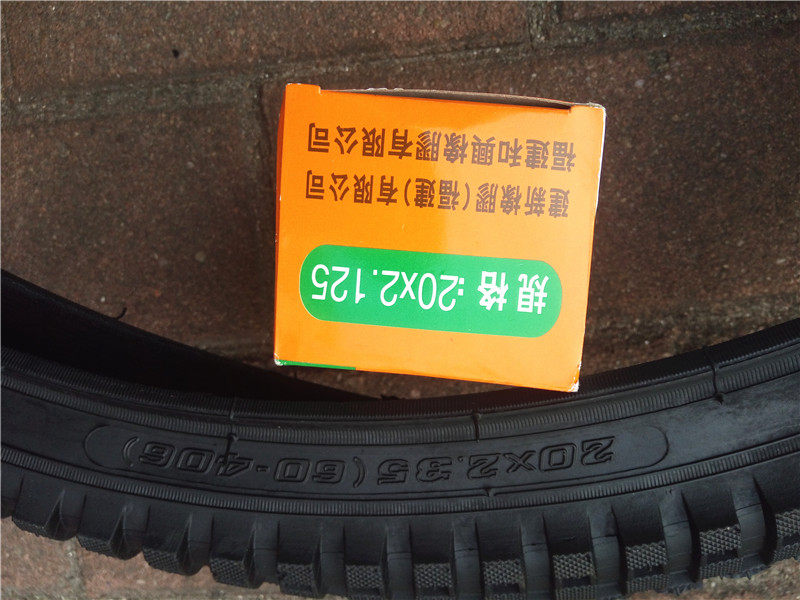 20x2.35(60-406)
規格:20x2.125
建新橡膠(福建)有限公司
福建和興橡膠有限公司